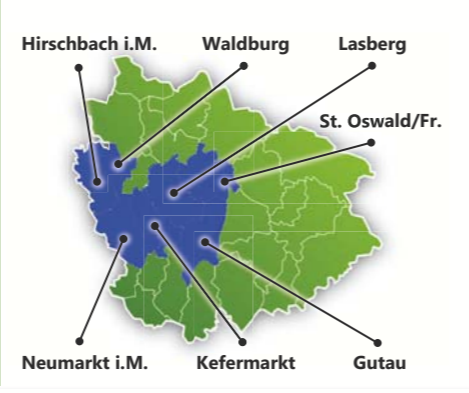 Hirschbach i.M. Waldburg Lasberg
St. Oswald/Fr.
Neumarkt i.M. Kefermarkt Gutau